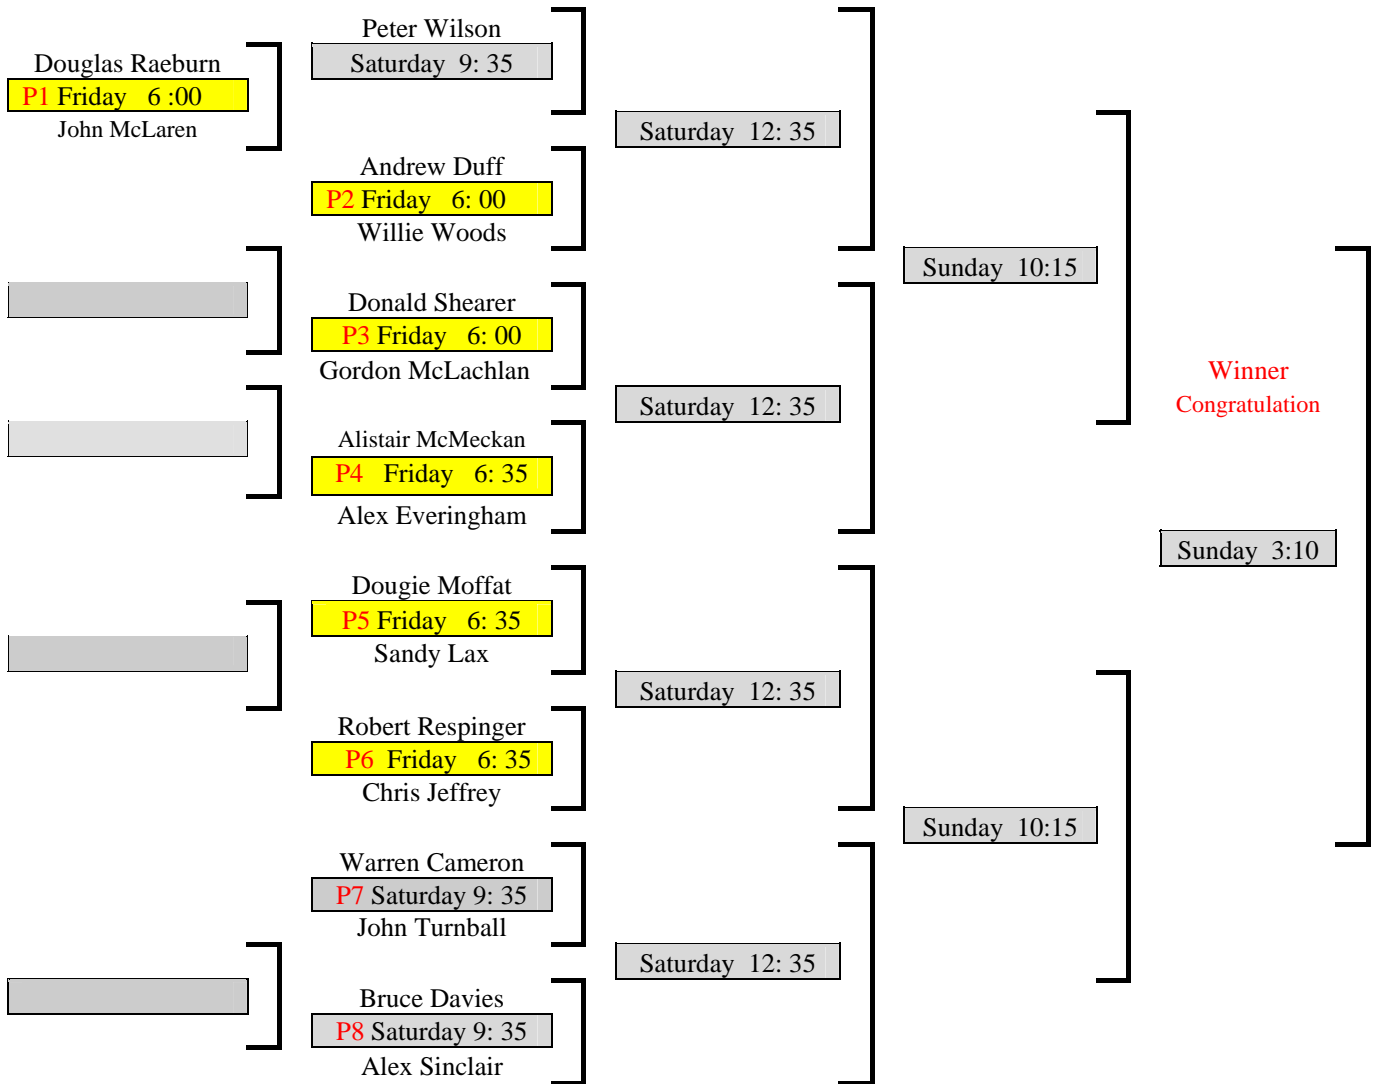 Peter Wilson
Douglas Raeburn
Saturday 9: 35
P1 Friday 6 :00
John McLaren
Saturday 12: 35
Andrew Duff
P2 Friday 6: 00
Willie Woods
Sunday 10:15
Donald Shearer
P3 Friday 6: 00
Gordon McLachlan
Winner
Congratulation
Saturday 12: 35
Alistair McMeckan
P4 Friday 6: 35
Alex Everingham
Sunday 3:10
Dougie Moffat
P5 Friday 6: 35
Sandy Lax
Saturday 12: 35
Robert Respinger
P6 Friday 6: 35
Chris Jeffrey
Sunday 10:15
Warren Cameron
P7 Saturday 9: 35
John Turnball
Saturday 12: 35
Bruce Davies
P8 Saturday 9: 35
Alex Sinclair